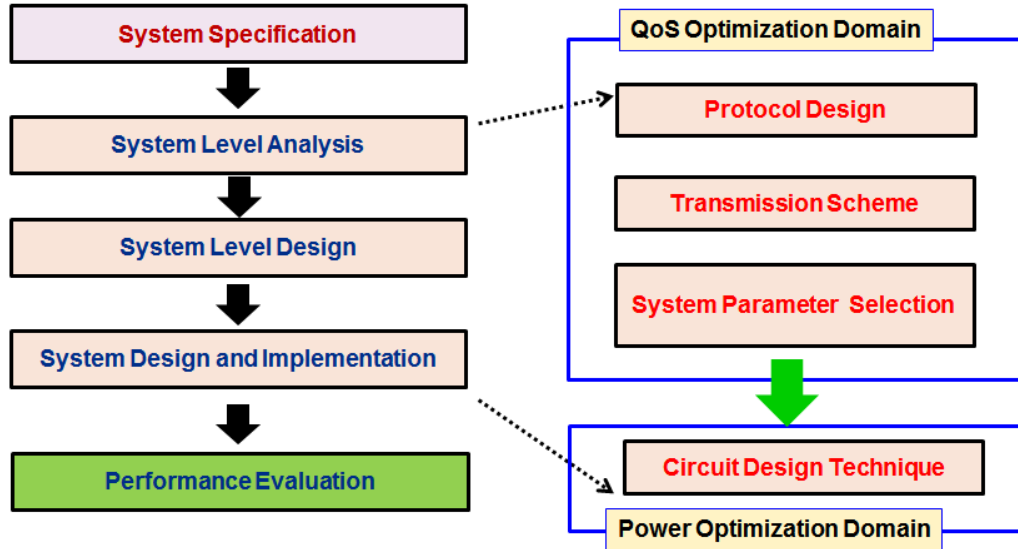 System Specification
System Level Analysis
System Level Design
System Design and Implementation
Performance Evaluation
QoS Optimization Domain
Protocol Design
Transmission Scheme
System Parameter Selection
Circuit Design Technique
Power Optimization Domain